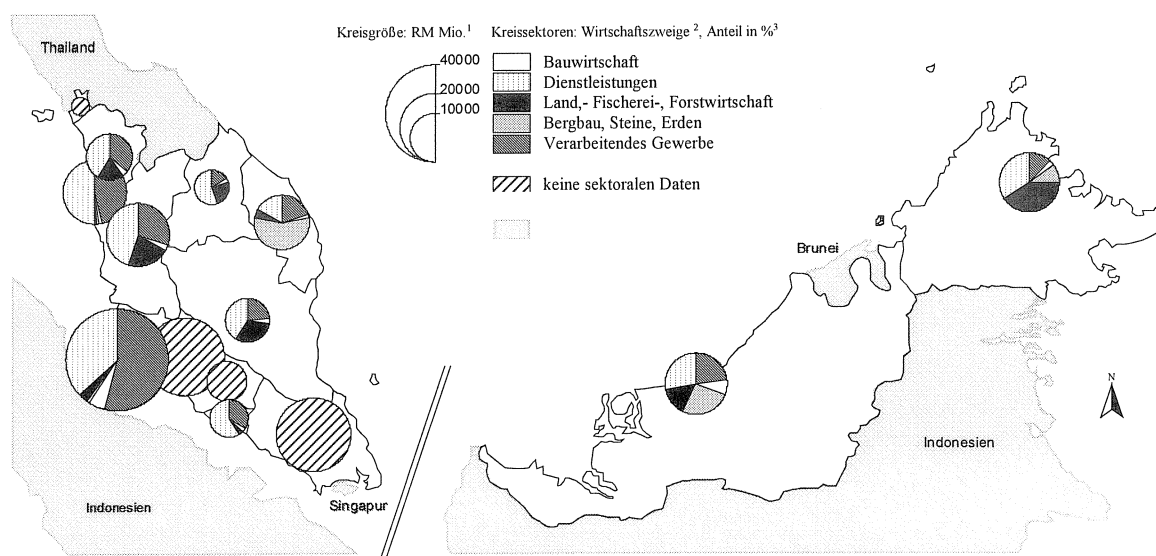 Kreisgröße: RM Mio.¹ Kreissektoren: Wirtschaftszweige ², Anteil in %³
40000
20000
10000
Bauwirtschaft
Dienstleistungen
Land,- Fischerei-, Forstwirtschaft
Bergbau, Steine, Erden
Verarbeitendes Gewerbe
keine sektoralen Daten
Thailand
Brunei
N
Indonesien
Indonesien
Singapur